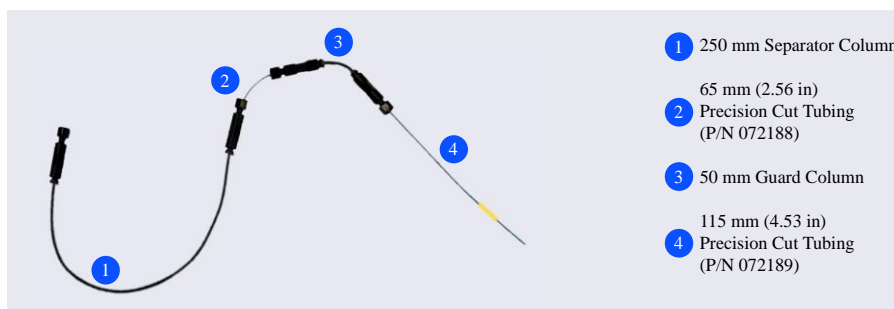 3
2
4
1
1 250 mm Separator Column
65 mm (2.56 in)
2 Precision Cut Tubing
(P/N 072188)
3 50 mm Guard Column
115 mm (4.53 in)
4 Precision Cut Tubing
(P/N 072189)